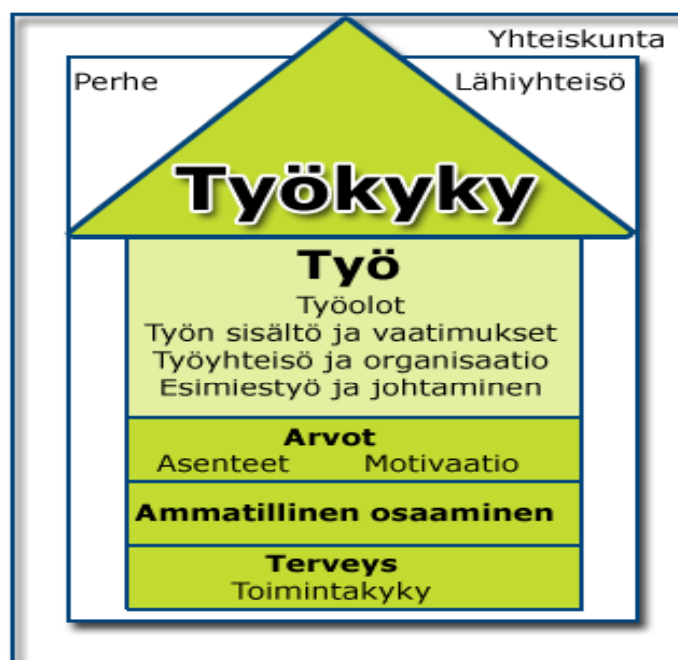 Yhteiskunta
Perhe
Lähiyhteisö
Työkyky
Työ
Työolot
Työn sisältö ja vaatimukset
Työyhteisö ja organisaatio
Esimiestyö ja johtaminen
Arvot
Asenteet Motivaatio
Ammatillinen osaaminen
Terveys
Toimintakyky